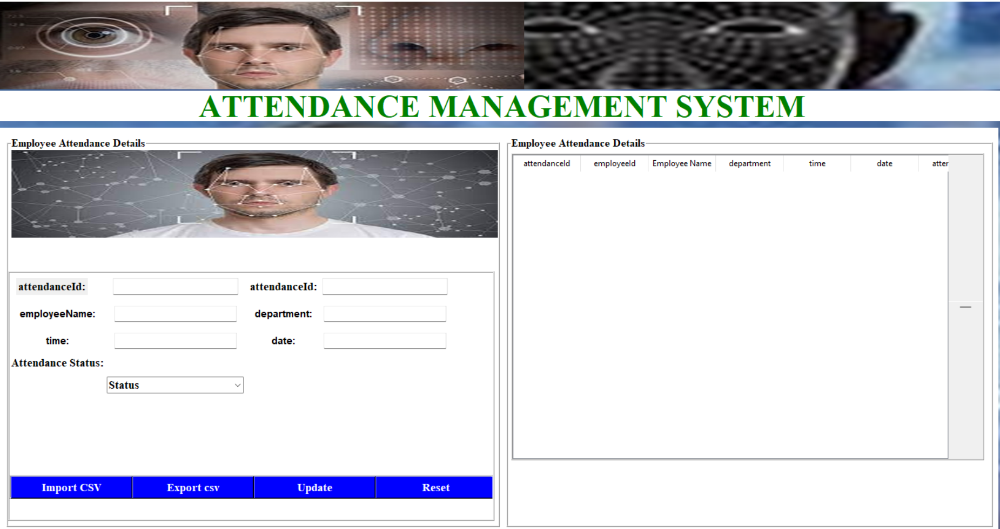 ATTENDANCE MANAGEMENT SYSTEM
Employee Attendance Details
attendanceId:
attendanceId:
employeeName:
department:
time:
date:
Attendance Status:
Status
Import CSV
Export csv
Update
Reset
Employee Attendance Details
attendanceId employeeId Employee Name department time date atter